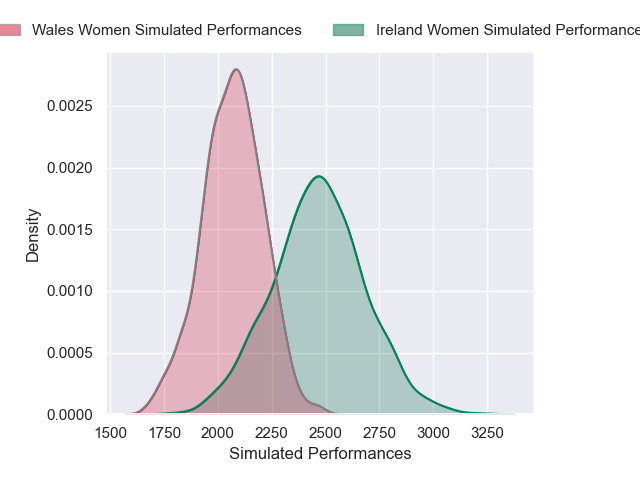 Wales Women Simulated Performances
Ireland Women Simulated Performance
0.0025
0.0020
0.0015
0.0010
0.0005
0.0000
Density
1500 1750 2000 2250 2500 2750 3000 3250
Simulated Performances